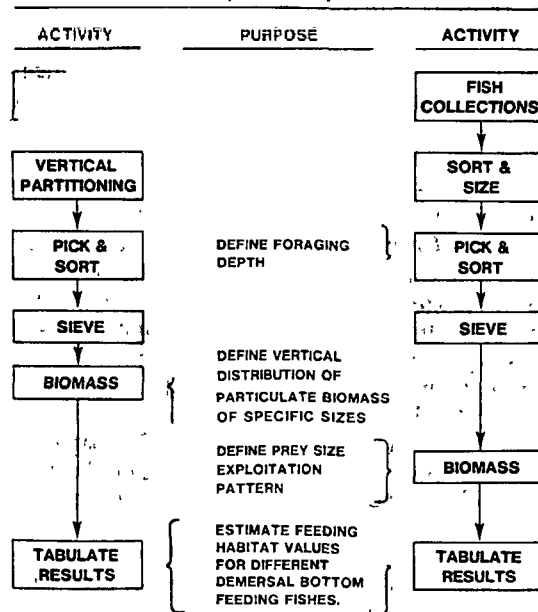 ACTIVITY PURPOSE ACTIVITY
FISH
COLLECTIONS
VERTICAL
PARTITIONING
SORT &
SIZE
PICK &
SORT
DEFINE FORAGING
DEPTH
PICK &
SORT
SIEVE
SIEVE
BIOMASS
DEFINE VERTICAL
DISTRIBUTION OF
PARTICULATE BIOMASS
OF SPECIFIC SIZES
DEFINE PREY SIZE
EXPLOITATION
PATTERN
BIOMASS
TABULATE
RESULTS
ESTIMATE FEEDING
HABITAT VALUES
FOR DIFFERENT
DEMERSAL BOTTOM
FEEDING FISHES.
TABULATE
RESULTS